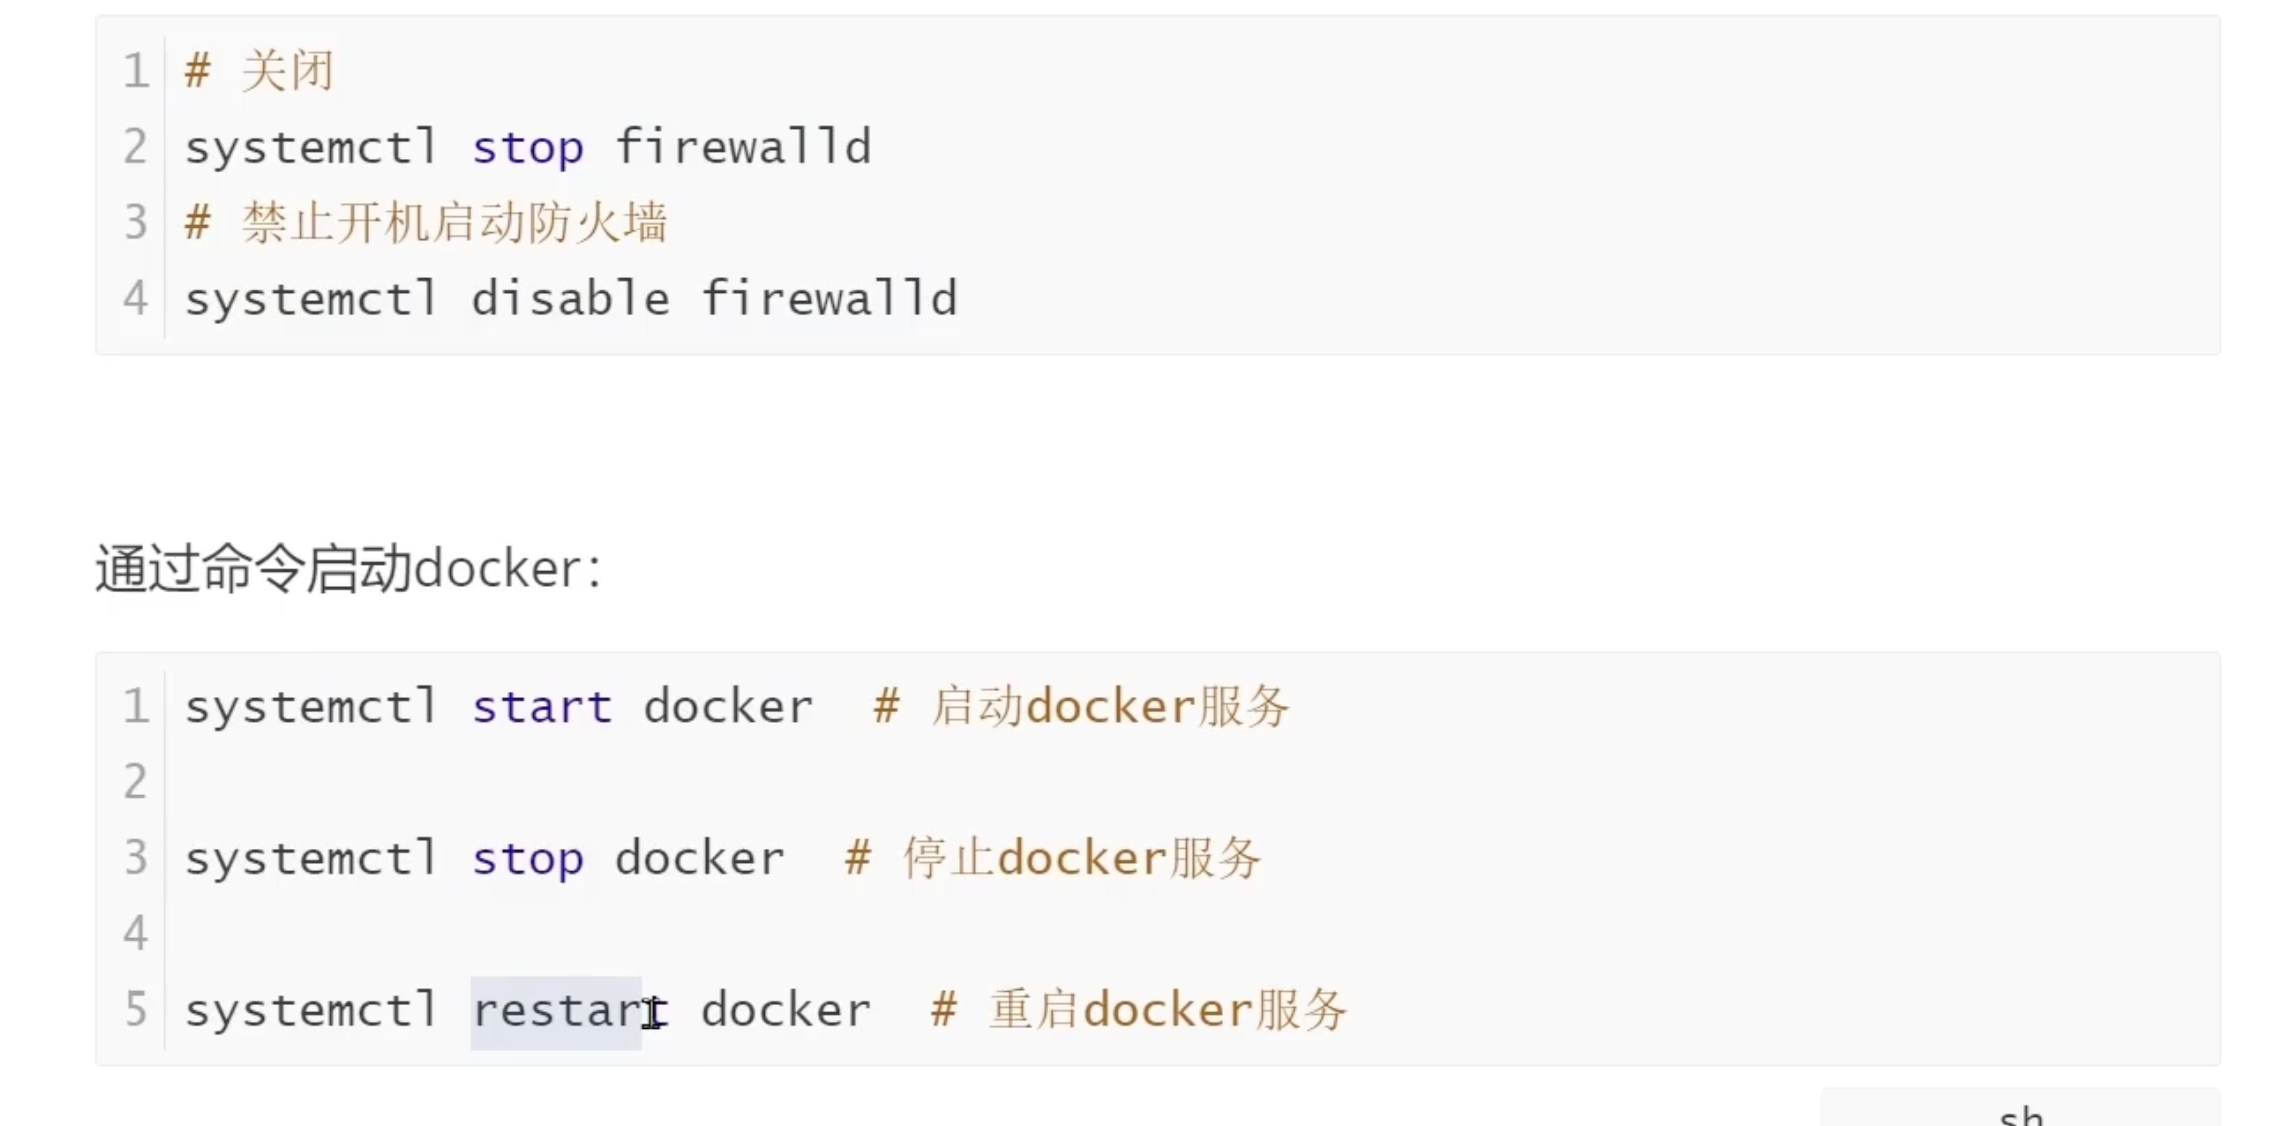 1 # 关闭
2 systemctl stop firewalld
3 # 禁止开机启动防火墙
4 systemctl disable firewalld
通过命令启动docker：
1 systemctl start docker  # 启动docker服务
2
3 systemctl stop docker  # 停止docker服务
4
5 systemctl restart docker  # 重启docker服务
sh